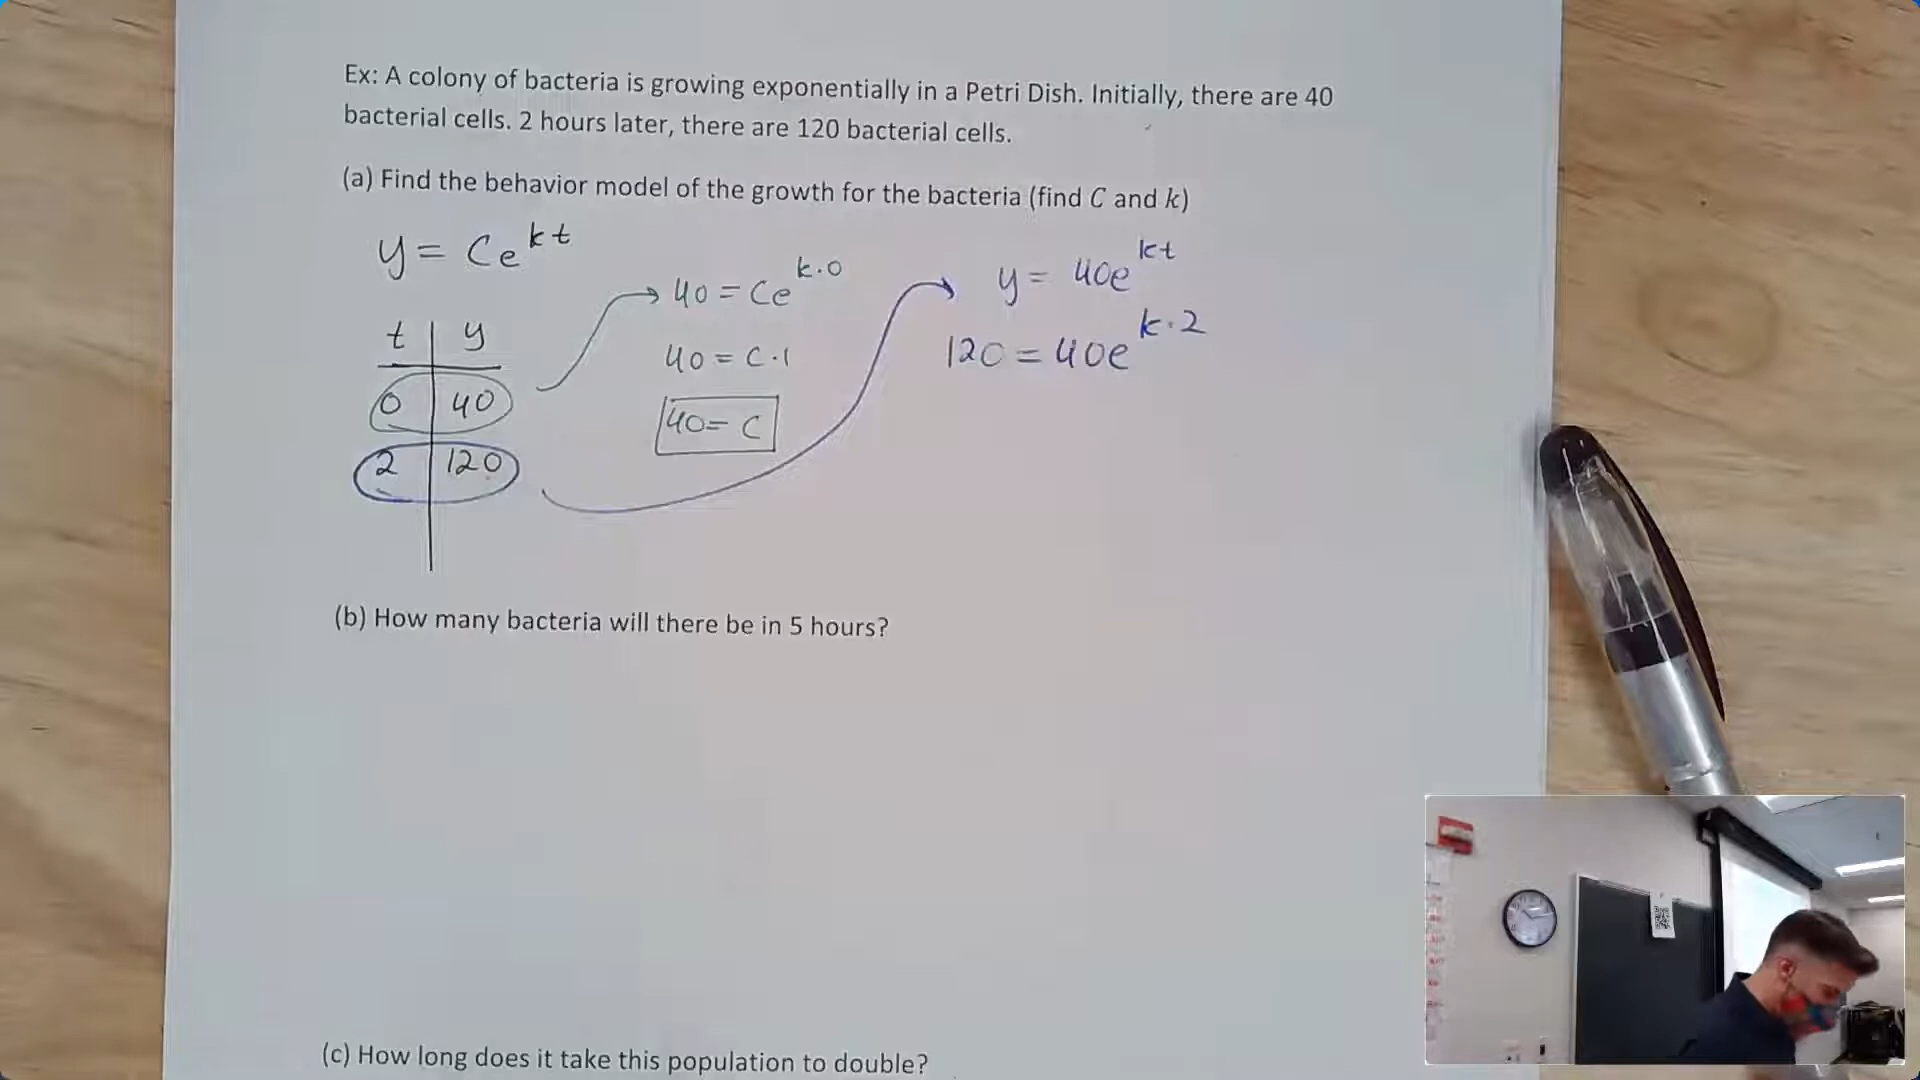 Ex: A colony of bacteria is growing exponentially in a Petri Dish. Initially, there are 40
bacterial cells. 2 hours later, there are 120 bacterial cells.
(a) Find the behavior model of the growth for the bacteria (find C and k)
y = Ce^{kt}
t | y
0 | 40
2 | 120
40 = Ce^{k·0}
40 = C·1
40 = C
y = 40e^{kt}
120 = 40e^{k·2}
(b) How many bacteria will there be in 5 hours?
(c) How long does it take this population to double?